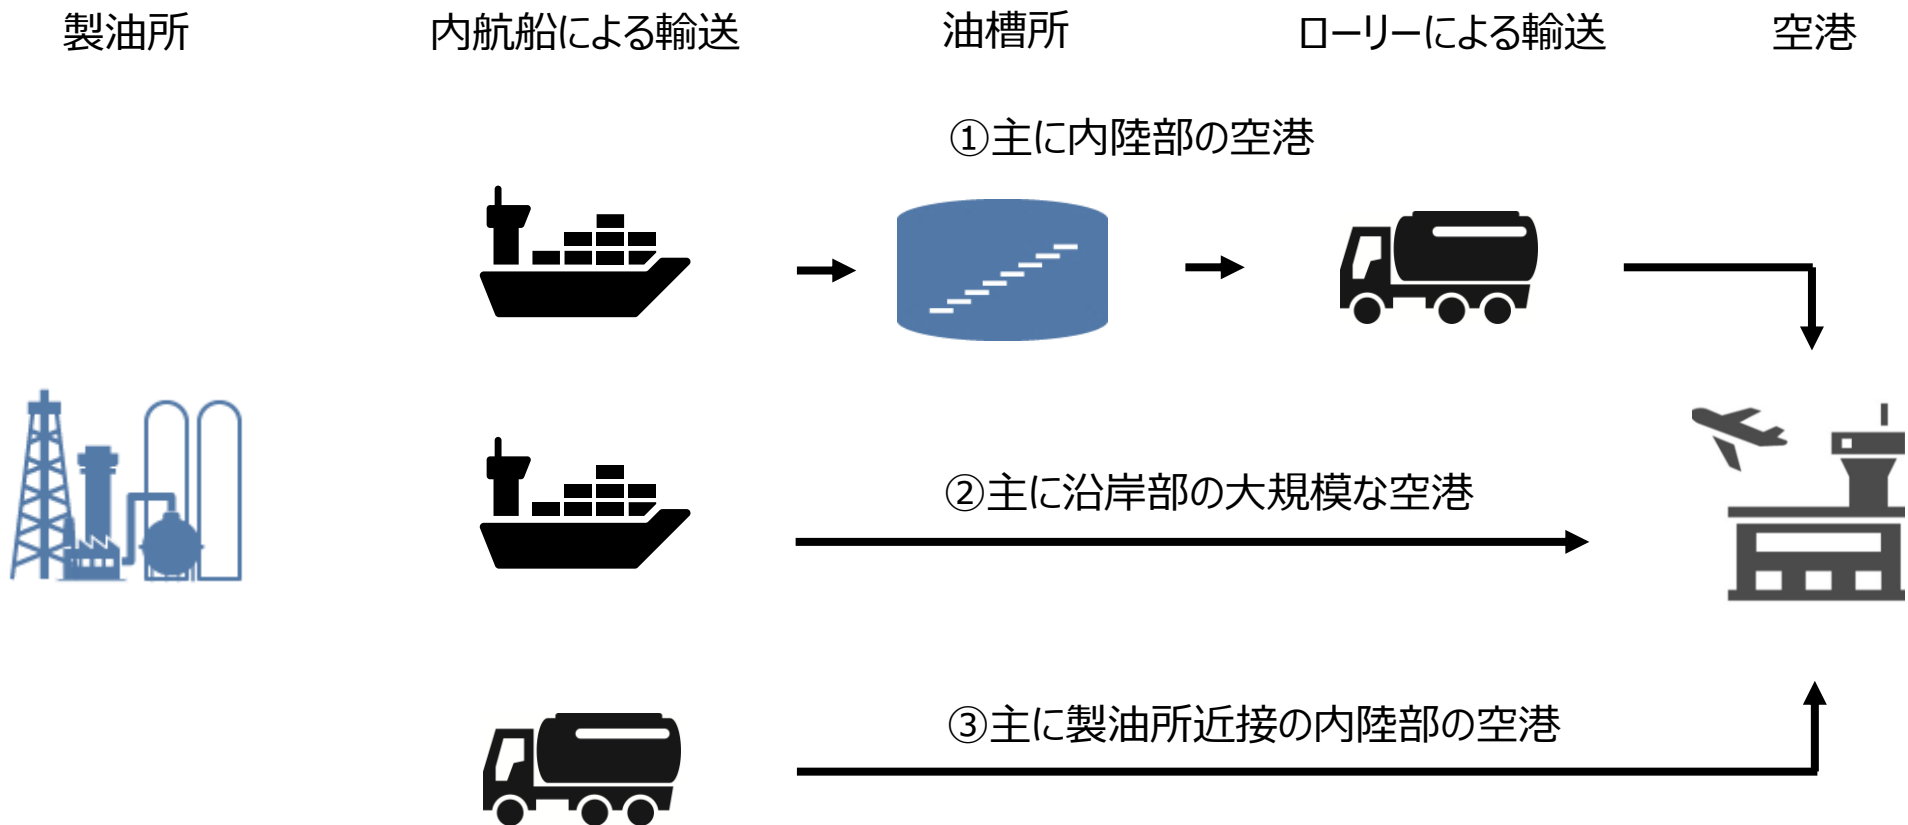 製油所
内航船による輸送
油槽所
ローリーによる輸送
空港
①主に内陸部の空港
②主に沿岸部の大規模な空港
③主に製油所近接の内陸部の空港